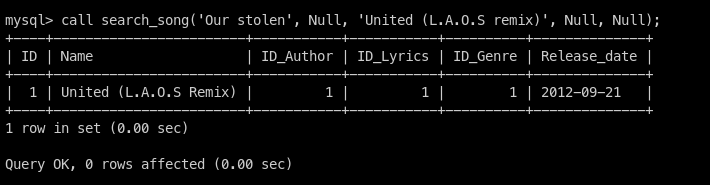 mysql> call search_song('Our stolen', Null, 'United (L.A.O.S remix)', Null, Null);
+----+-------------------------+-----------+-----------+----------+--------------+
| ID | Name                    | ID_Author | ID_Lyrics | ID_Genre | Release_date |
+----+-------------------------+-----------+-----------+----------+--------------+
|  1 | United (L.A.O.S Remix) |         1 |         1 |        1 | 2012-09-21   |
+----+-------------------------+-----------+-----------+----------+--------------+
1 row in set (0.00 sec)
Query OK, 0 rows affected (0.00 sec)